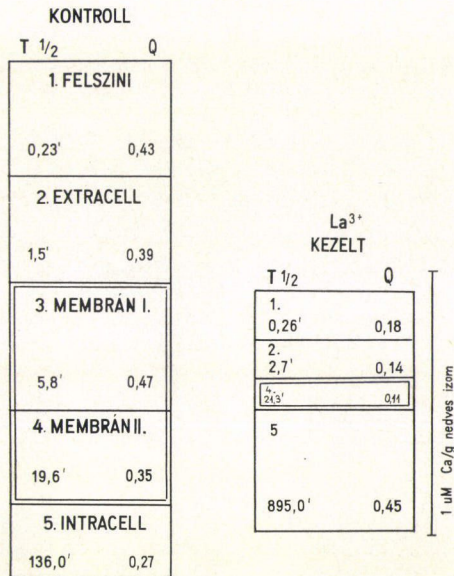 KONTROLL
T 1/2 Q
1. FELSZINI
0,23' 0,43
2. EXTRACELL
1,5' 0,39
3. MEMBRÁN I.
5,8' 0,47
4. MEMBRÁN II.
19,6' 0,35
5. INTRACELL
136,0' 0,27
La³⁺
KEZELT
T 1/2 Q
1.
0,26' 0,18
2.
2,7' 0,14
4.
21,3' 0,11
5
895,0' 0,45
1 uM Ca/g nedves izom